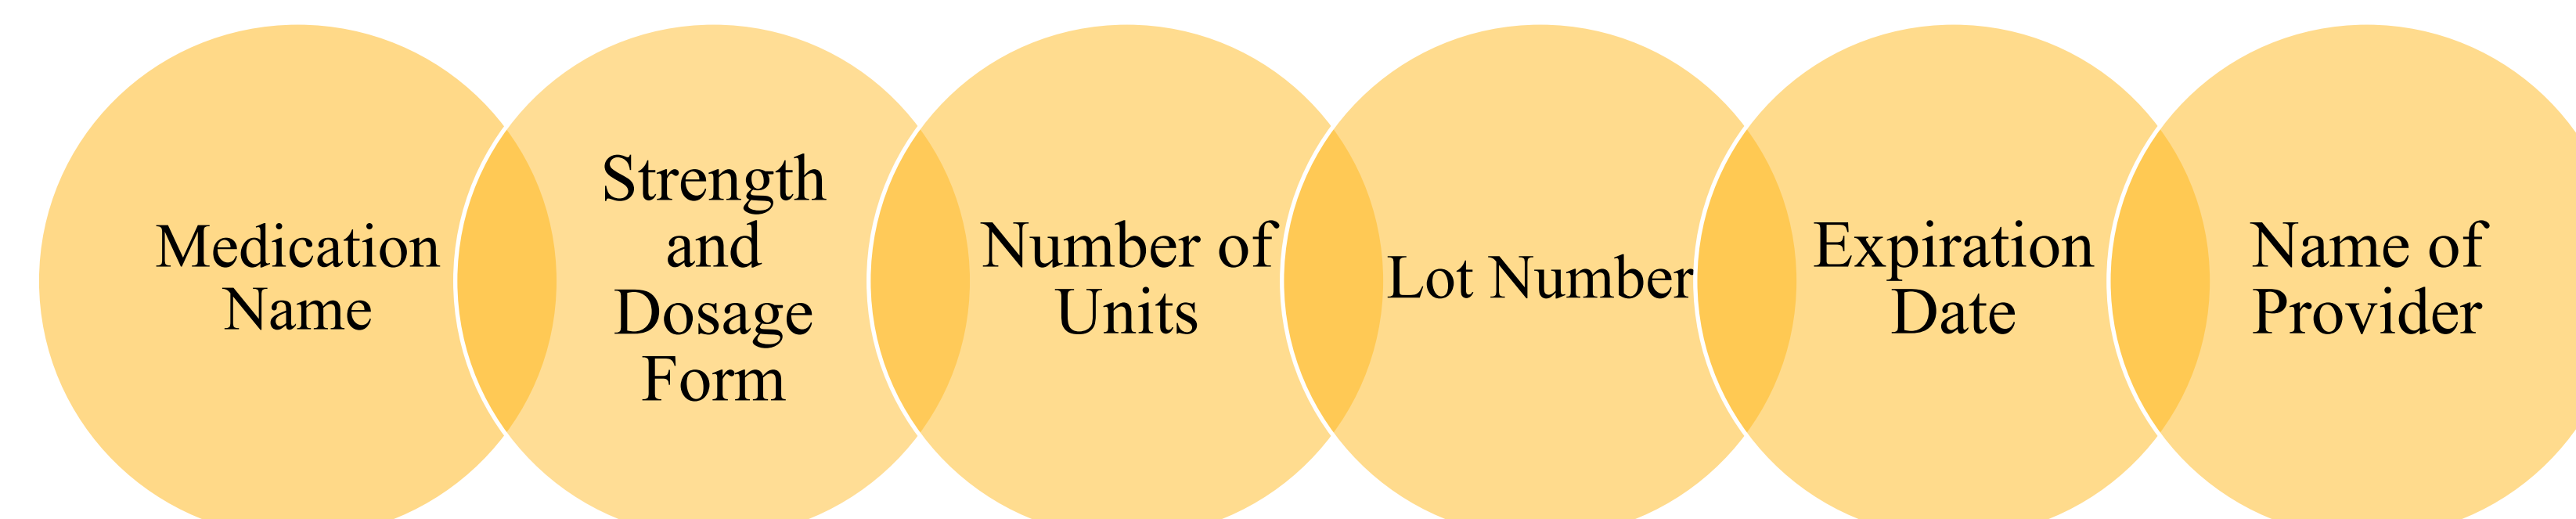 Medication
Name
Strength
and
Dosage
Form
Number of
Units
Lot Number
Expiration
Date
Name of
Provider